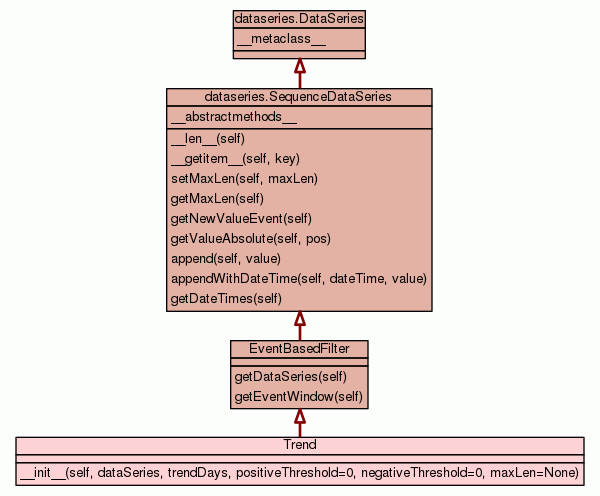 dataseries.DataSeries
__metaclass__
dataseries.SequenceDataSeries
__abstractmethods__
__len__(self)
__getitem__(self, key)
setMaxLen(self, maxLen)
getMaxLen(self)
getNewValueEvent(self)
getValueAbsolute(self, pos)
append(self, value)
appendWithDateTime(self, dateTime, value)
getDateTimes(self)
EventBasedFilter
getDataSeries(self)
getEventWindow(self)
Trend
__init__(self, dataSeries, trendDays, positiveThreshold=0, negativeThreshold=0, maxLen=None)